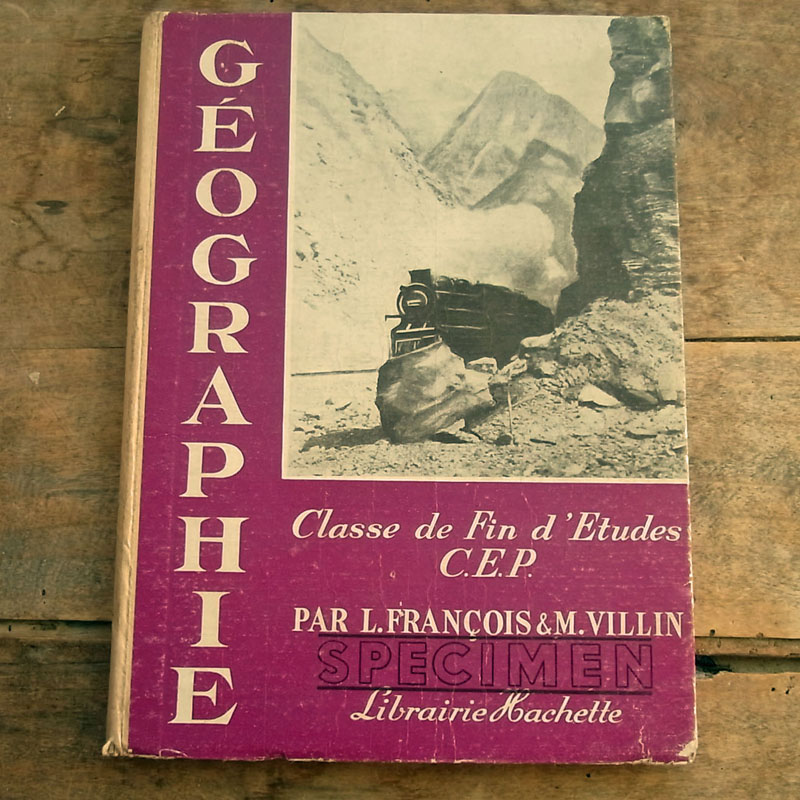 GÉOGRAPHIE
Classe de Fin d'Etudes
C.E.P.
PAR L. FRANÇOIS & M. VILLIN
SPECIMEN
Librairie Hachette